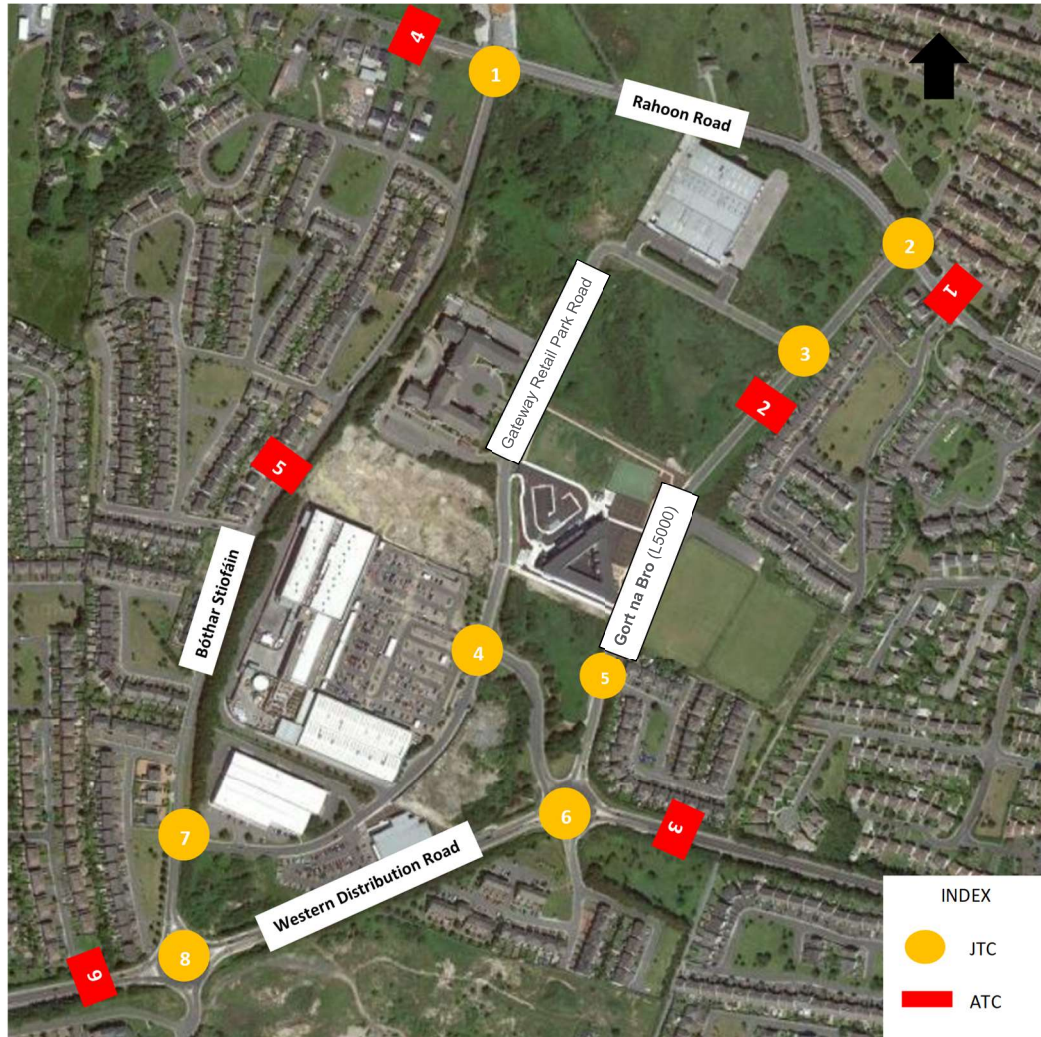 4
1
Rahoon Road
2
1
Gateway Retail Park Road
3
2
5
Gort na Bro (L5000)
Bóthar Stiofáin
4
5
6
3
7
Western Distribution Road
8
6
INDEX
JTC
ATC